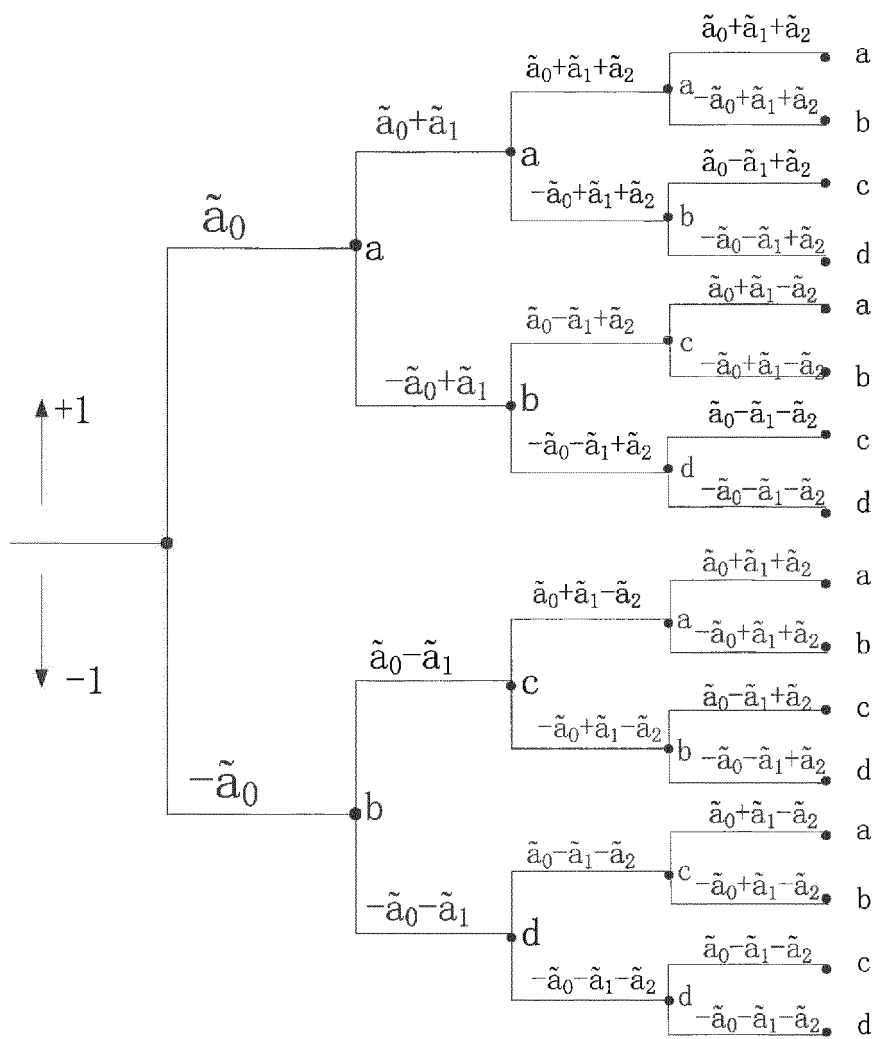 ã₀+ã₁+ã₂
a
ã₀+ã₁+ã₂
a
-ã₀+ã₁+ã₂
b
ã₀+ã₁
a
ã₀-ã₁+ã₂
c
-ã₀+ã₁+ã₂
b
-ã₀-ã₁+ã₂
d
ã₀
a
ã₀+ã₁-ã₂
a
ã₀-ã₁+ã₂
c
-ã₀+ã₁-ã₂
b
-ã₀+ã₁
b
ã₀-ã₁-ã₂
c
-ã₀-ã₁+ã₂
d
-ã₀-ã₁-ã₂
d
+1
-1
ã₀+ã₁+ã₂
a
ã₀+ã₁-ã₂
a
-ã₀+ã₁+ã₂
b
ã₀-ã₁
c
ã₀-ã₁+ã₂
c
-ã₀+ã₁-ã₂
b
-ã₀-ã₁+ã₂
d
-ã₀
b
ã₀+ã₁-ã₂
a
ã₀-ã₁-ã₂
c
-ã₀+ã₁-ã₂
b
-ã₀-ã₁
d
ã₀-ã₁-ã₂
c
-ã₀-ã₁-ã₂
d
-ã₀-ã₁-ã₂
d